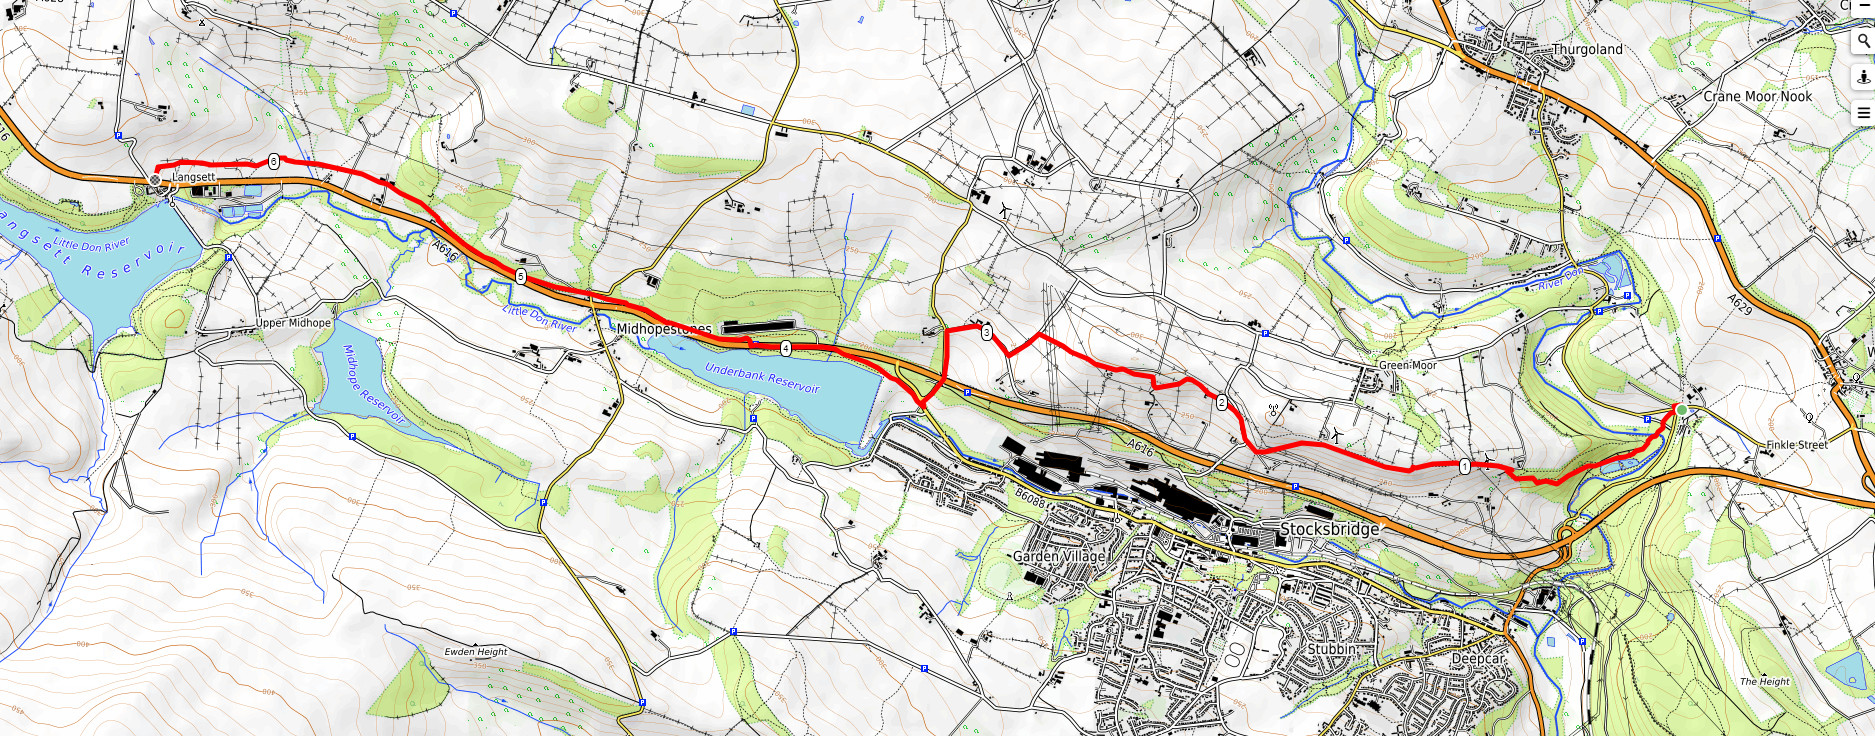 Thurgoland
Crane Moor Nook
6
Langsett
Little Don River
Langsett Reservoir
A616
5
Little Don River
Upper Midhope
Midhopestones
4
3
Midhope Reservoir
Underbank Reservoir
River Don
A629
Green Moor
2
1
Finkle Street
A616
B6088
Stocksbridge
Garden Village
Stubbin
Deepcar
Ewden Height
The Height